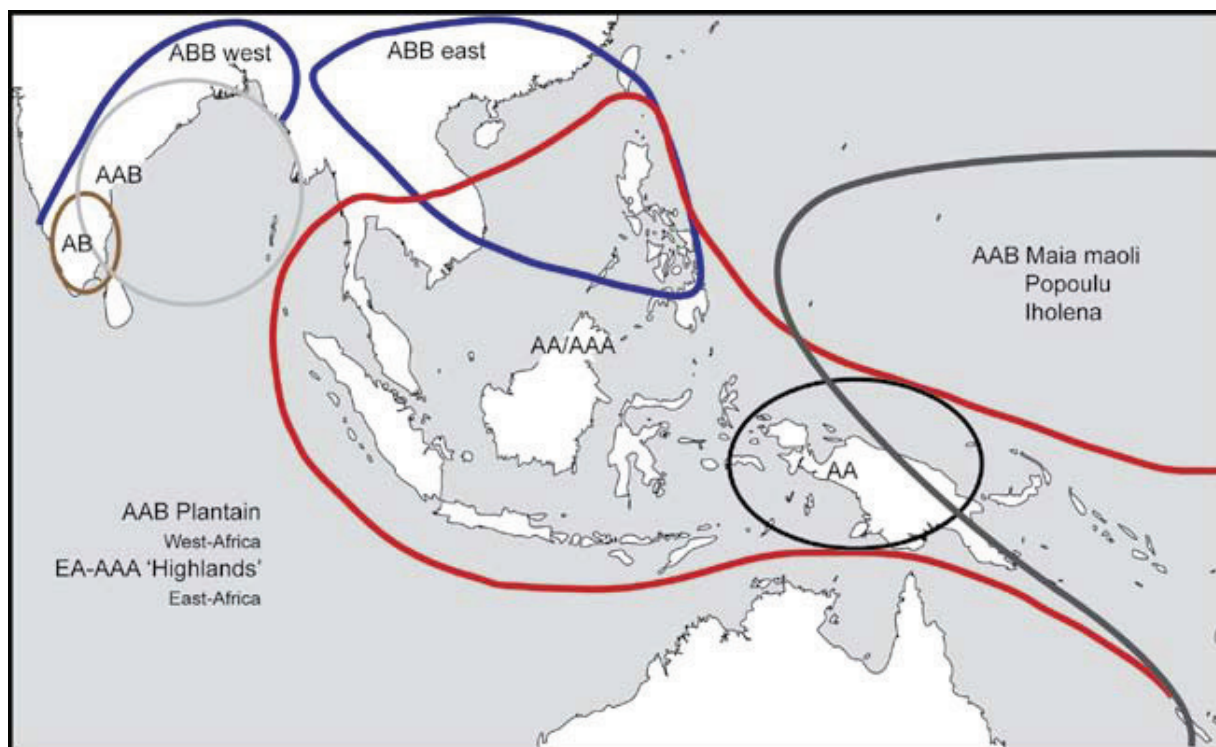 ABB west
ABB east
AAB
AB
AAB Maia maoli
Popoulu
Iholena
AA/AAA
AA
AAB Plantain
West-Africa
EA-AAA ‘Highlands’
East-Africa